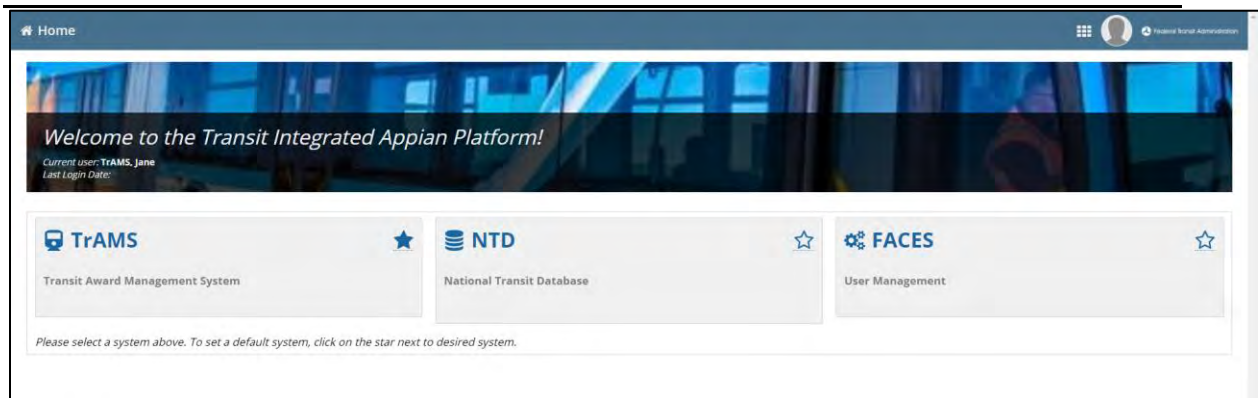 Home
Federal Transit Administration
Welcome to the Transit Integrated Appian Platform!
Current user: TrAMS, Jane
Last Login Date:
TrAMS
NTD
FACES
Transit Award Management System
National Transit Database
User Management
Please select a system above. To set a default system, click on the star next to desired system.